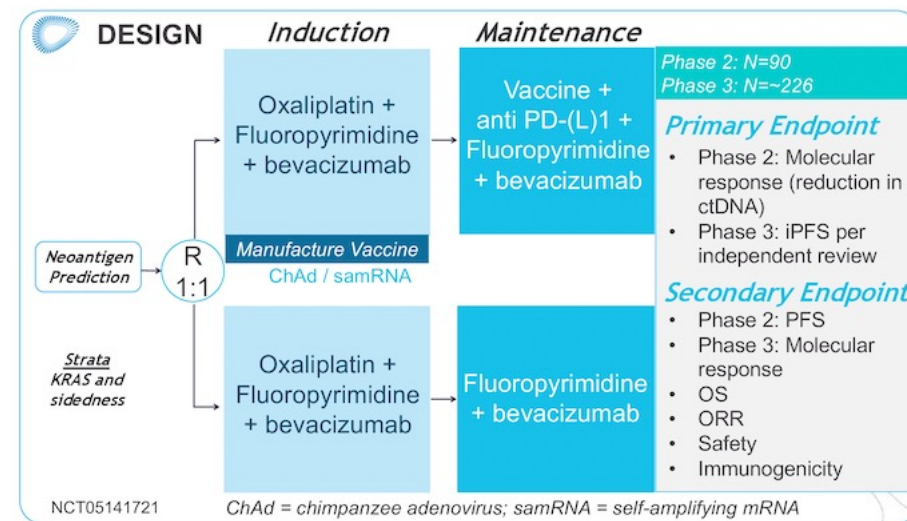 DESIGN
Induction
Maintenance
Neoantigen
Prediction
R
1:1
Strata
KRAS and
sidedness
Oxaliplatin +
Fluoropyrimidine
+ bevacizumab
Manufacture Vaccine
ChAd / samRNA
Vaccine +
anti PD-(L)1 +
Fluoropyrimidine
+ bevacizumab
Oxaliplatin +
Fluoropyrimidine
+ bevacizumab
Fluoropyrimidine
+ bevacizumab
Phase 2: N=90
Phase 3: N=~226
Primary Endpoint
• Phase 2: Molecular
response (reduction in
ctDNA)
• Phase 3: iPFS per
independent review
Secondary Endpoint
• Phase 2: PFS
• Phase 3: Molecular
response
• OS
• ORR
• Safety
• Immunogenicity
NCT05141721
ChAd = chimpanzee adenovirus; samRNA = self-amplifying mRNA